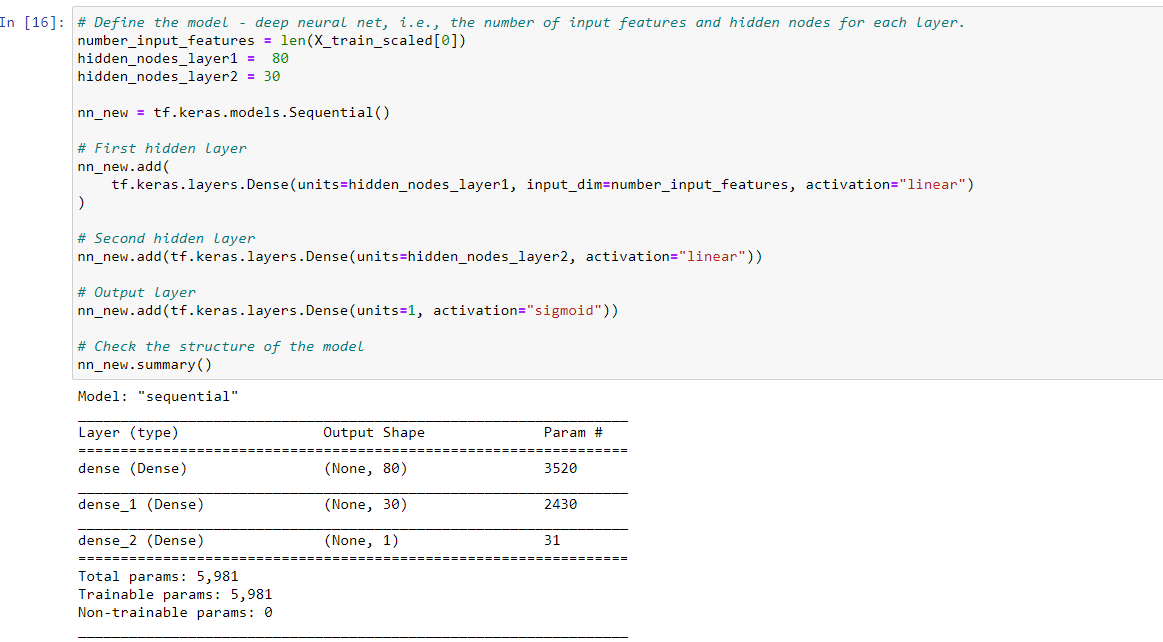 In [16]:
# Define the model - deep neural net, i.e., the number of input features and hidden nodes for each layer.
number_input_features = len(X_train_scaled[0])
hidden_nodes_layer1 =  80
hidden_nodes_layer2 = 30

nn_new = tf.keras.models.Sequential()

# First hidden layer
nn_new.add(
    tf.keras.layers.Dense(units=hidden_nodes_layer1, input_dim=number_input_features, activation="linear")
)

# Second hidden layer
nn_new.add(tf.keras.layers.Dense(units=hidden_nodes_layer2, activation="linear"))

# Output layer
nn_new.add(tf.keras.layers.Dense(units=1, activation="sigmoid"))

# Check the structure of the model
nn_new.summary()
Model: "sequential"
_________________________________________________________________
Layer (type)                 Output Shape              Param #
=================================================================
dense (Dense)                (None, 80)                3520
_________________________________________________________________
dense_1 (Dense)              (None, 30)                2430
_________________________________________________________________
dense_2 (Dense)              (None, 1)                 31
=================================================================
Total params: 5,981
Trainable params: 5,981
Non-trainable params: 0
_________________________________________________________________